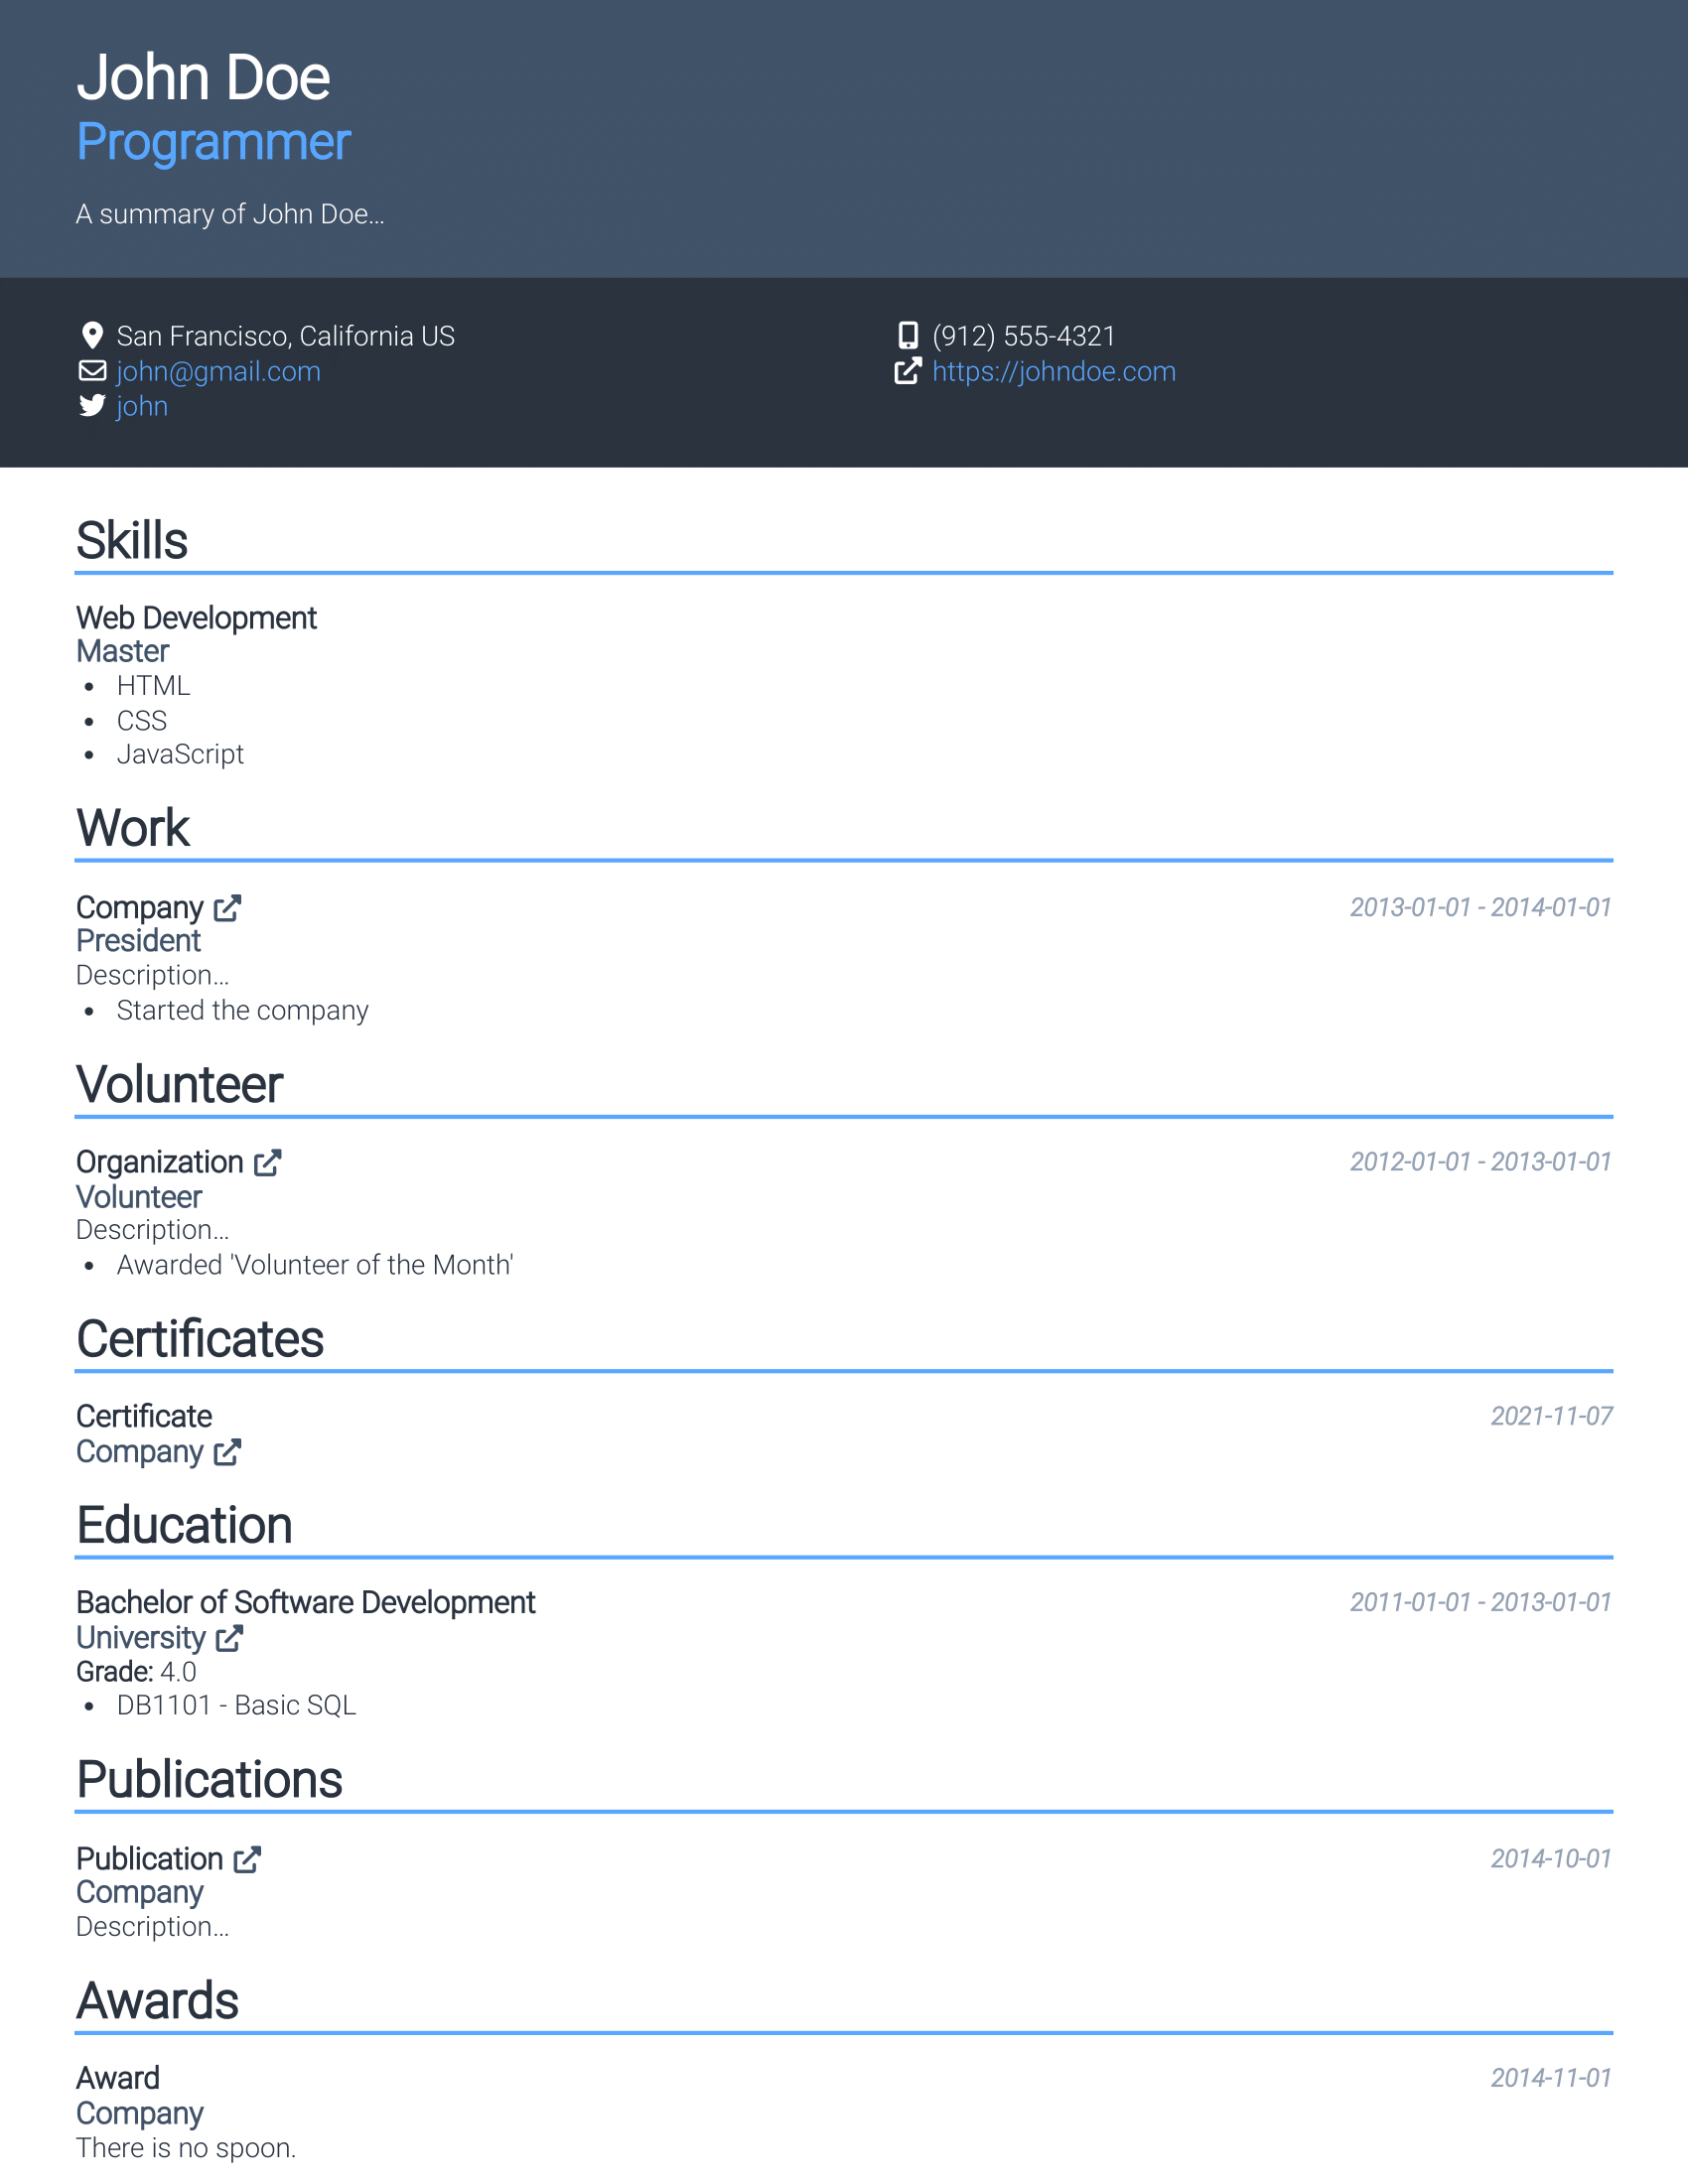 John Doe
Programmer
A summary of John Doe...
San Francisco, California US
(912) 555-4321
john@gmail.com
https://johndoe.com
john
Skills
Web Development
Master
• HTML
• CSS
• JavaScript
Work
Company 2013-01-01 - 2014-01-01
President
Description...
• Started the company
Volunteer
Organization 2012-01-01 - 2013-01-01
Volunteer
Description...
• Awarded 'Volunteer of the Month'
Certificates
Certificate 2021-11-07
Company
Education
Bachelor of Software Development 2011-01-01 - 2013-01-01
University
Grade: 4.0
• DB1101 - Basic SQL
Publications
Publication 2014-10-01
Company
Description...
Awards
Award 2014-11-01
Company
There is no spoon.